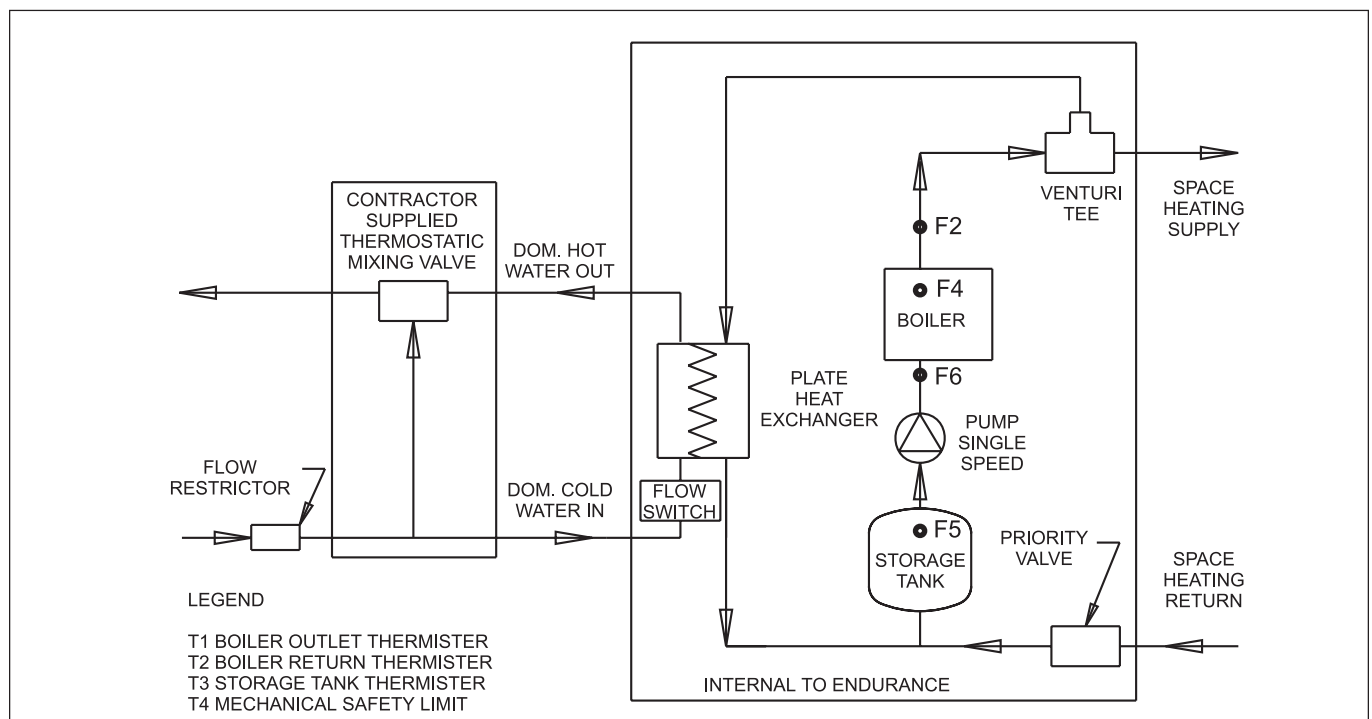 CONTRACTOR
SUPPLIED
THERMOSTATIC
MIXING VALVE
DOM. HOT
WATER OUT
VENTURI
TEE
SPACE
HEATING
SUPPLY
F2
F4
BOILER
F6
PLATE
HEAT
EXCHANGER
PUMP
SINGLE
SPEED
FLOW
RESTRICTOR
DOM. COLD
WATER IN
FLOW
SWITCH
F5
STORAGE
TANK
PRIORITY
VALVE
SPACE
HEATING
RETURN
LEGEND
T1 BOILER OUTLET THERMISTER
T2 BOILER RETURN THERMISTER
T3 STORAGE TANK THERMISTER
T4 MECHANICAL SAFETY LIMIT
INTERNAL TO ENDURANCE